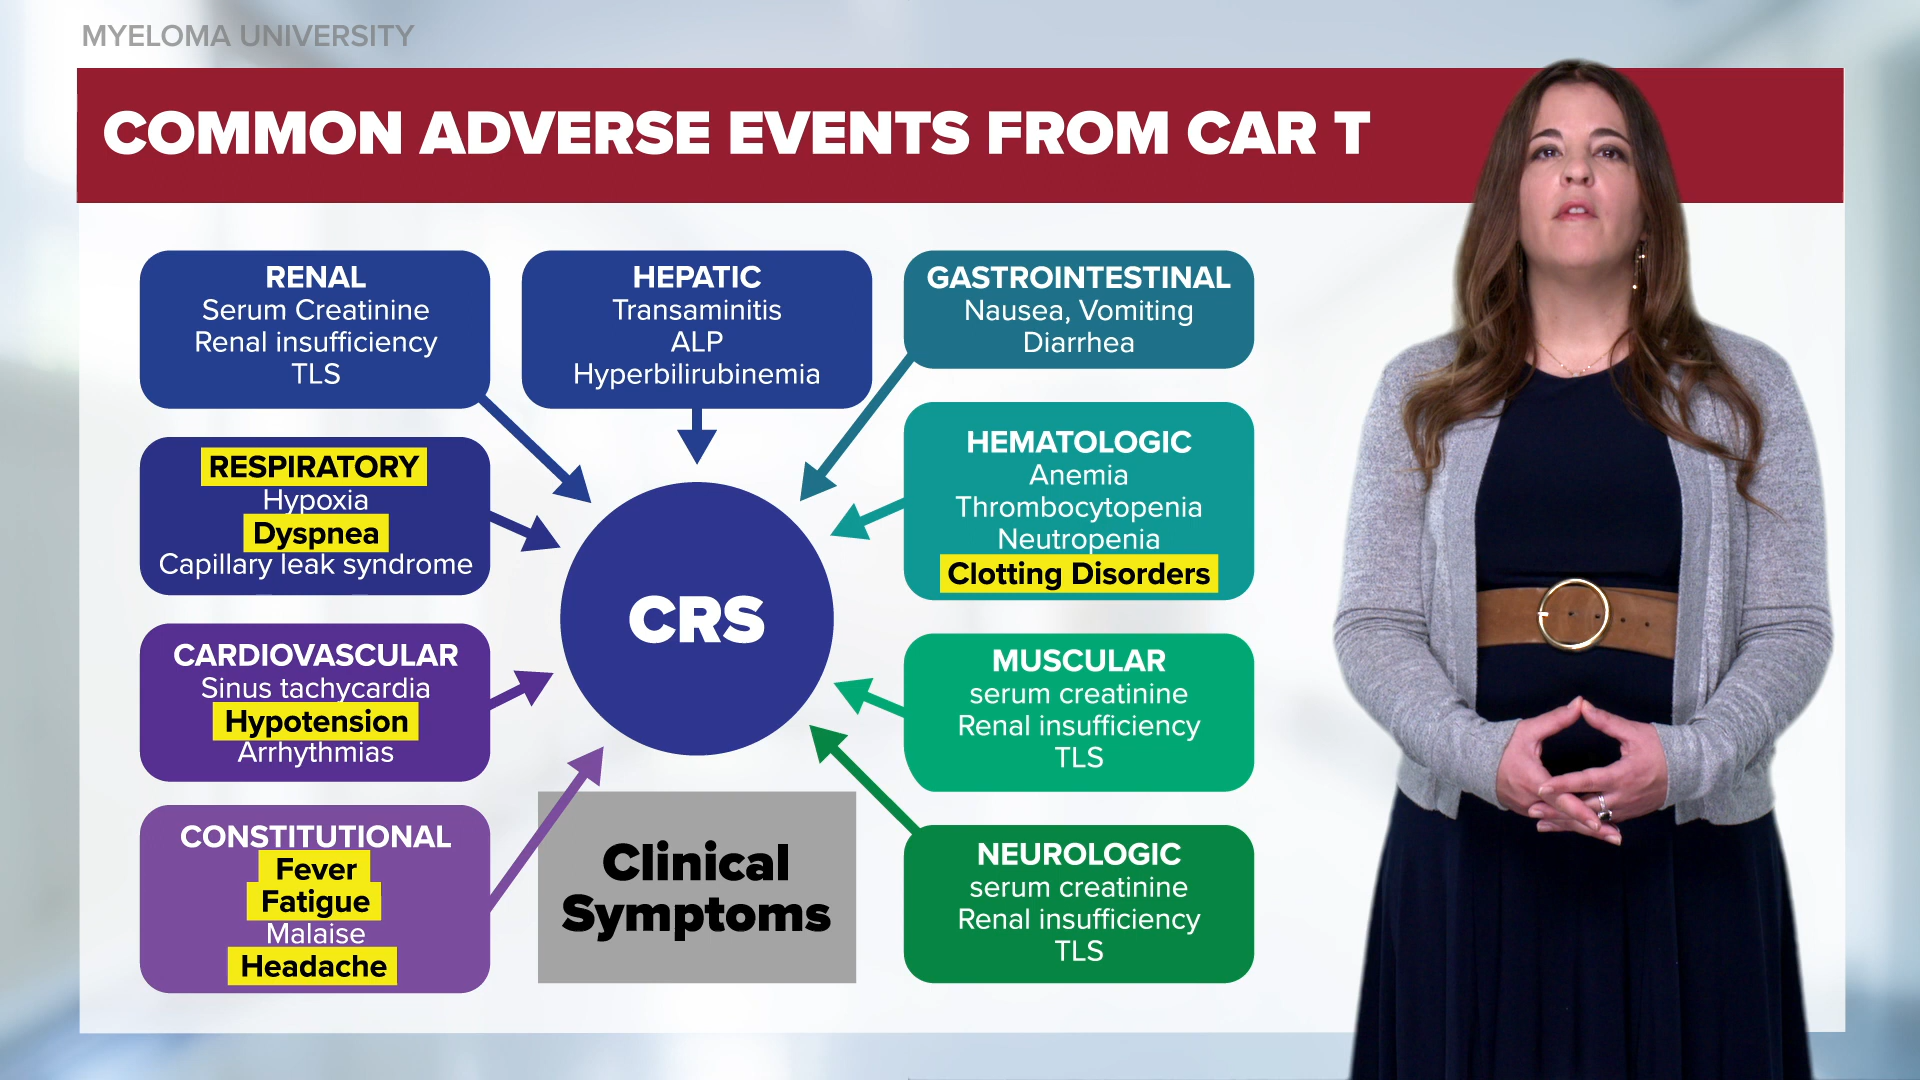 MYELOMA UNIVERSITY
COMMON ADVERSE EVENTS FROM CAR T
RENAL
Serum Creatinine
Renal insufficiency
TLS
HEPATIC
Transaminitis
ALP
Hyperbilirubinemia
GASTROINTESTINAL
Nausea, Vomiting
Diarrhea
RESPIRATORY
Hypoxia
Dyspnea
Capillary leak syndrome
HEMATOLOGIC
Anemia
Thrombocytopenia
Neutropenia
Clotting Disorders
CRS
CARDIOVASCULAR
Sinus tachycardia
Hypotension
Arrhythmias
MUSCULAR
serum creatinine
Renal insufficiency
TLS
CONSTITUTIONAL
Fever
Fatigue
Malaise
Headache
Clinical
Symptoms
NEUROLOGIC
serum creatinine
Renal insufficiency
TLS